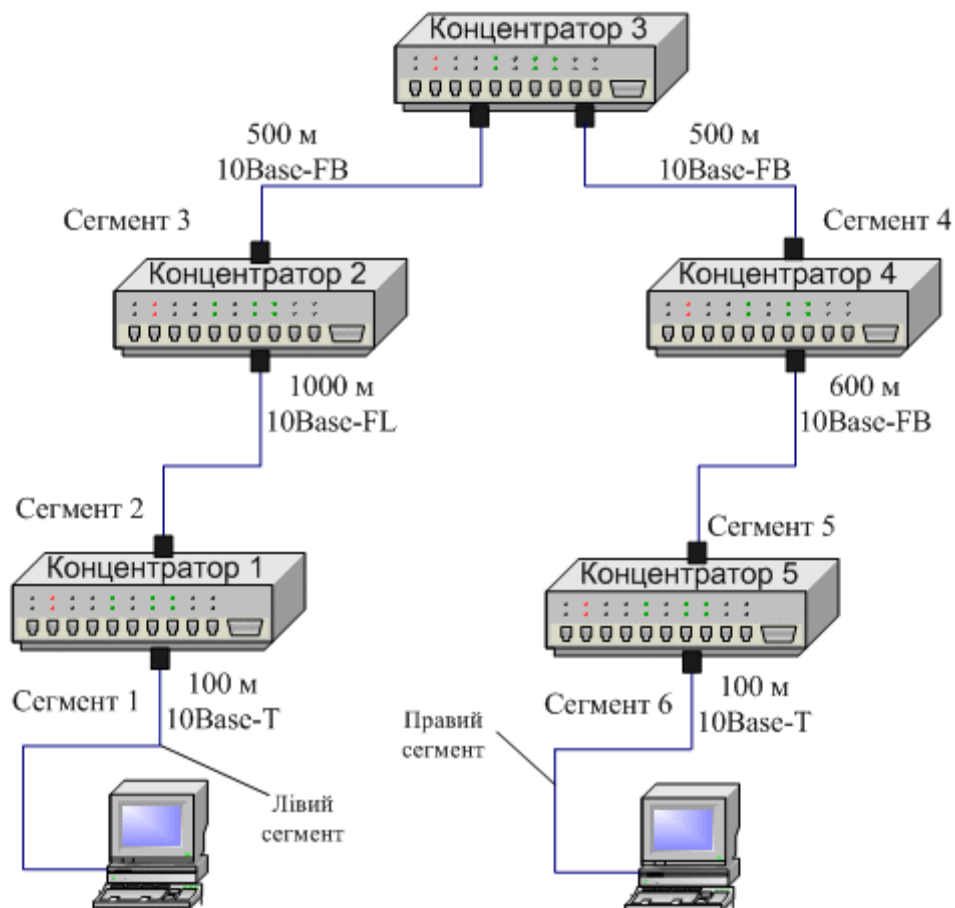 Концентратор 3
500 м
10Base-FB
500 м
10Base-FB
Сегмент 3
Сегмент 4
Концентратор 2
Концентратор 4
1000 м
10Base-FL
600 м
10Base-FB
Сегмент 2
Сегмент 5
Концентратор 1
Концентратор 5
Сегмент 1
100 м
10Base-T
Сегмент 6
100 м
10Base-T
Правий
сегмент
Лівий
сегмент